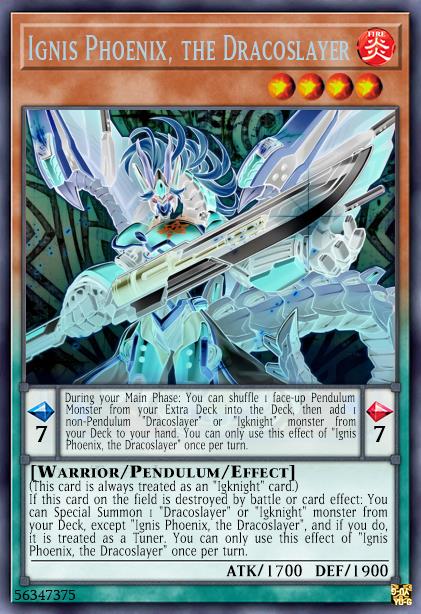 Ignis Phoenix, the Dracoslayer
FIRE
炎
During your Main Phase: You can shuffle 1 face-up Pendulum
Monster from your Extra Deck into the Deck, then add 1
non-Pendulum "Dracoslayer" or "Igknight" monster from
your Deck to your hand. You can only use this effect of "Ignis
Phoenix, the Dracoslayer" once per turn.
7
7
[Warrior/Pendulum/Effect]
(This card is always treated as an "Igknight" card.)
If this card on the field is destroyed by battle or card effect: You
can Special Summon 1 "Dracoslayer" or "Igknight" monster from
your Deck, except "Ignis Phoenix, the Dracoslayer", and if you do,
it is treated as a Tuner. You can only use this effect of "Ignis
Phoenix, the Dracoslayer" once per turn.
ATK/1700 DEF/1900
56347375